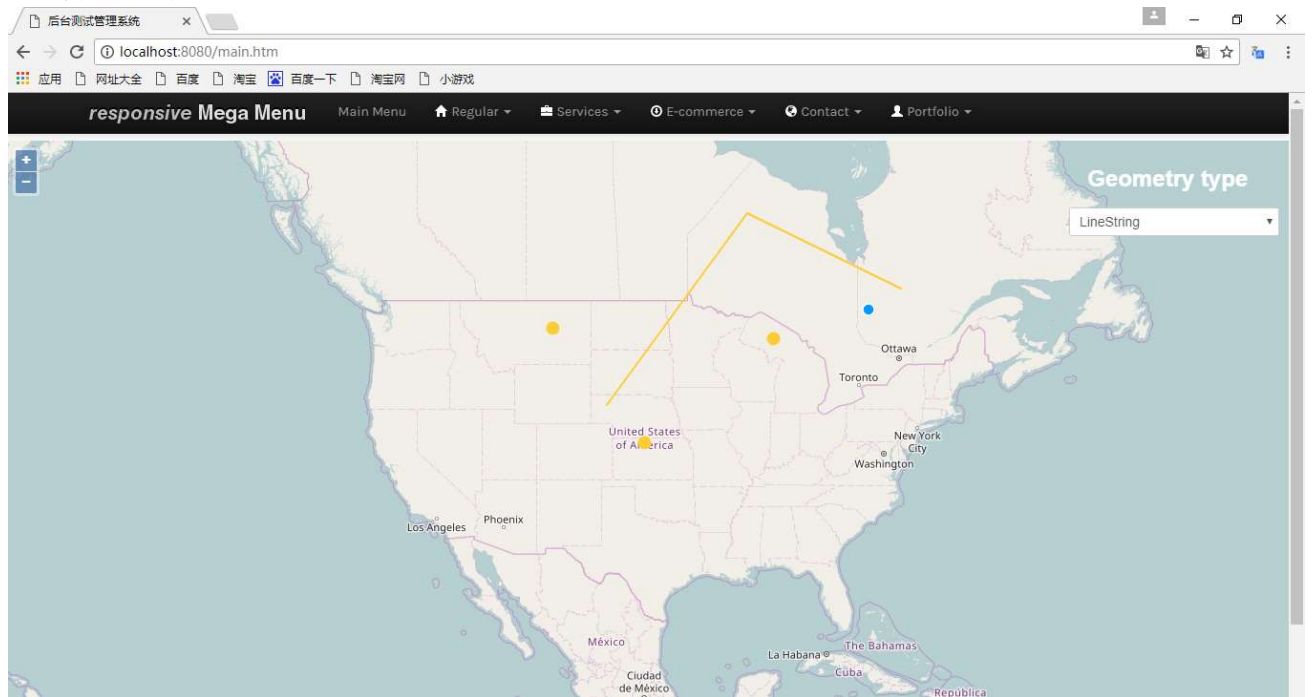 后台测试管理系统
localhost:8080/main.htm
应用 网址大全 百度 淘宝 百度一下 淘宝网 小游戏
responsive Mega Menu Main Menu Regular Services E-commerce Contact Portfolio
+
−
Geometry type
LineString
Ottawa
Toronto
United States
of America
New York
City
Washington
Los Angeles
Phoenix
México
La Habana
The Bahamas
Cuba
Ciudad
de México
República